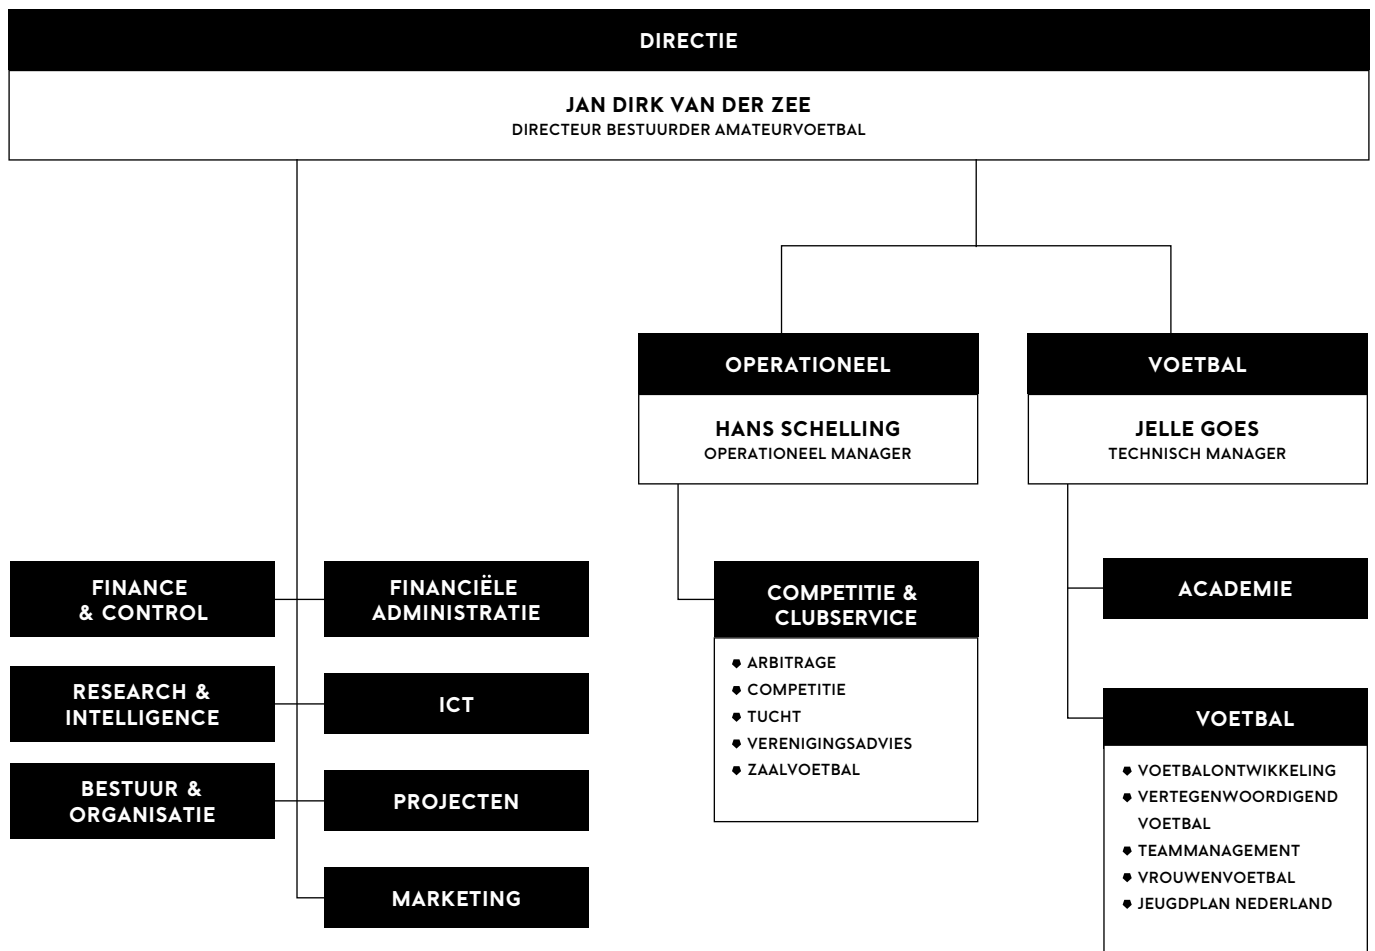 DIRECTIE
JAN DIRK VAN DER ZEE
DIRECTEUR BESTUURDER AMATEURVOETBAL
OPERATIONEEL
HANS SCHELLING
OPERATIONEEL MANAGER
VOETBAL
JELLE GOES
TECHNISCH MANAGER
FINANCE
& CONTROL
FINANCIËLE
ADMINISTRATIE
RESEARCH &
INTELLIGENCE
ICT
BESTUUR &
ORGANISATIE
PROJECTEN
MARKETING
COMPETITIE &
CLUBSERVICE
ARBITRAGE
COMPETITIE
TUCHT
VERENIGINGSADVIES
ZAALVOETBAL
ACADEMIE
VOETBAL
VOETBALONTWIKKELING
VERTEGENWOORDIGEND
VOETBAL
TEAMMANAGEMENT
VROUWENVOETBAL
JEUGDPLAN NEDERLAND